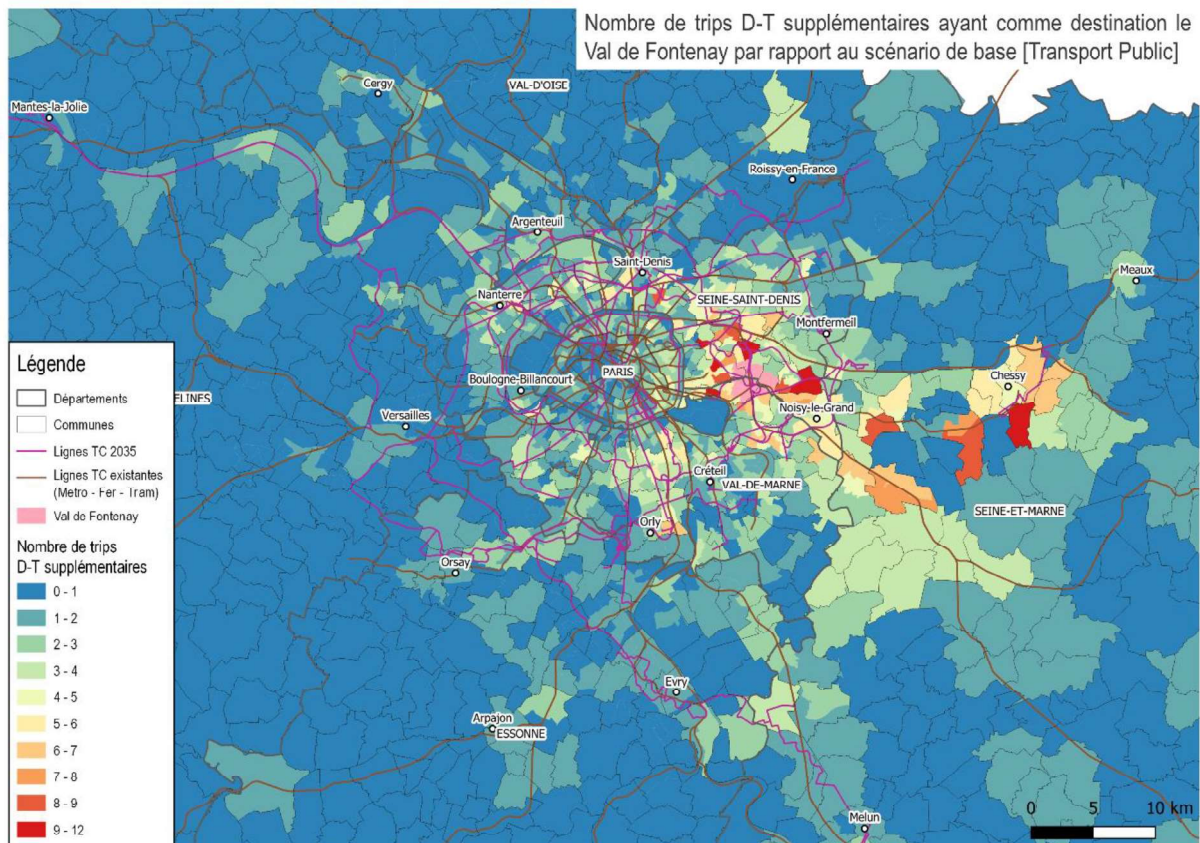 Nombre de trips D-T supplémentaires ayant comme destination le
Val de Fontenay par rapport au scénario de base [Transport Public]
Cergy
VAL-D'OISE
Mantes-la-Jolie
Roissy-en-France
Argenteuil
Saint-Denis
Meaux
Nanterre
SEINE-SAINT-DENIS
Montfermeil
Légende
Départements
Communes
Lignes TC 2035
Lignes TC existantes
(Metro - Fer - Tram)
Val de Fontenay
Nombre de trips
D-T supplémentaires
0 - 1
1 - 2
2 - 3
3 - 4
4 - 5
5 - 6
6 - 7
7 - 8
8 - 9
9 - 12
PARIS
Boulogne-Billancourt
Chessy
ELINES
Versailles
Noisy-le-Grand
Créteil
VAL-DE-MARNE
SEINE-ET-MARNE
Orly
Orsay
Evry
Arpajon
ESSONNE
Melun
0 5 10 km